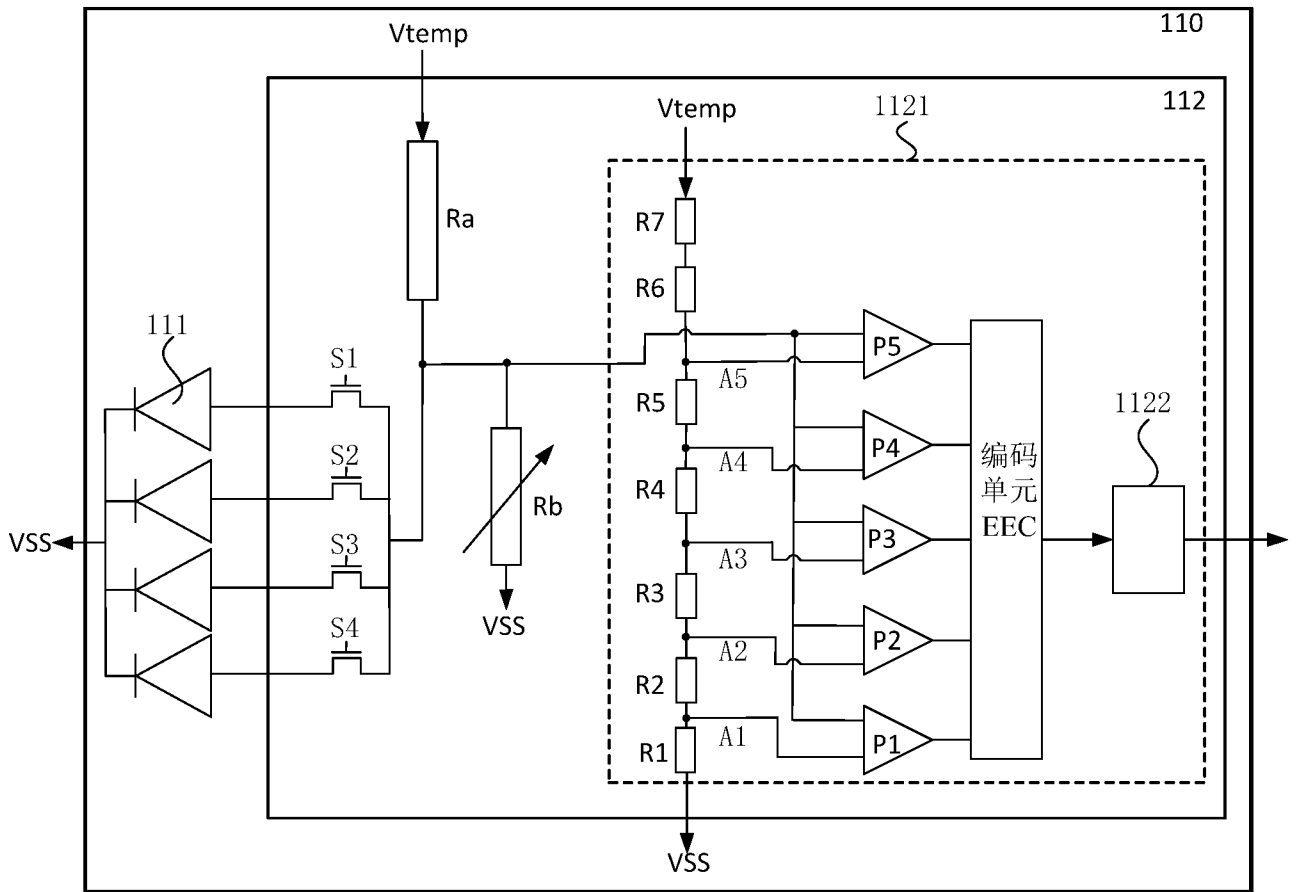 110
Vtemp
112
Vtemp
1121
R7
Ra
R6
111
P5
S1
A5
R5
1122
S2
A4
P4
编码
单元
EEC
R4
Rb
VSS
S3
A3
P3
R3
VSS
S4
A2
P2
R2
A1
P1
R1
VSS